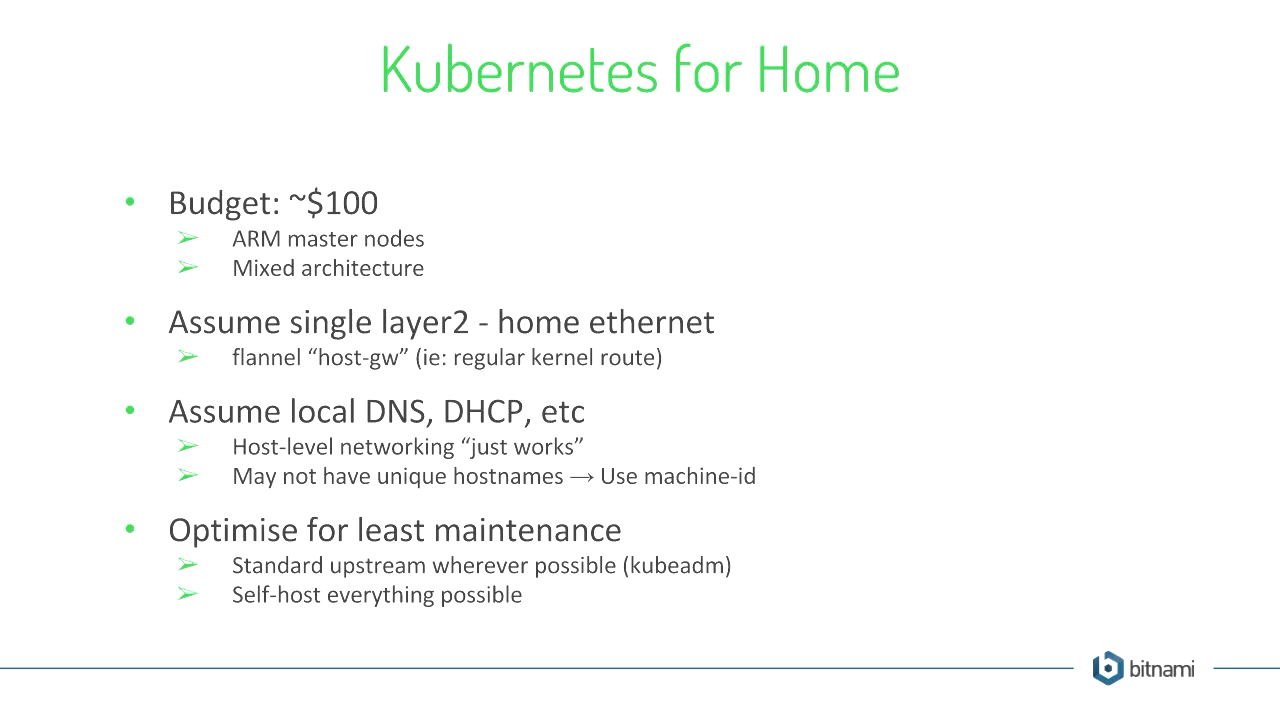 Kubernetes for Home
• Budget: ~$100
➢ ARM master nodes
➢ Mixed architecture
• Assume single layer2 - home ethernet
➢ flannel “host-gw” (ie: regular kernel route)
• Assume local DNS, DHCP, etc
➢ Host-level networking “just works”
➢ May not have unique hostnames → Use machine-id
• Optimise for least maintenance
➢ Standard upstream wherever possible (kubeadm)
➢ Self-host everything possible
bitnami